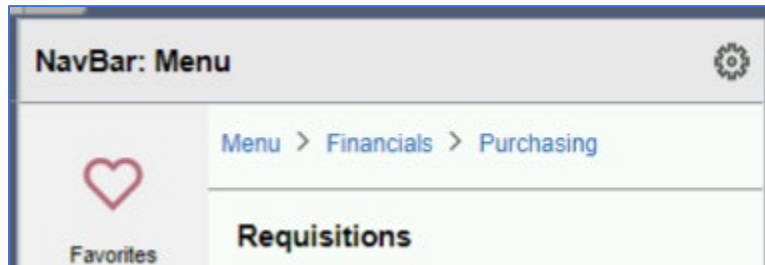 NavBar: Menu
Menu > Financials > Purchasing
Favorites
Requisitions